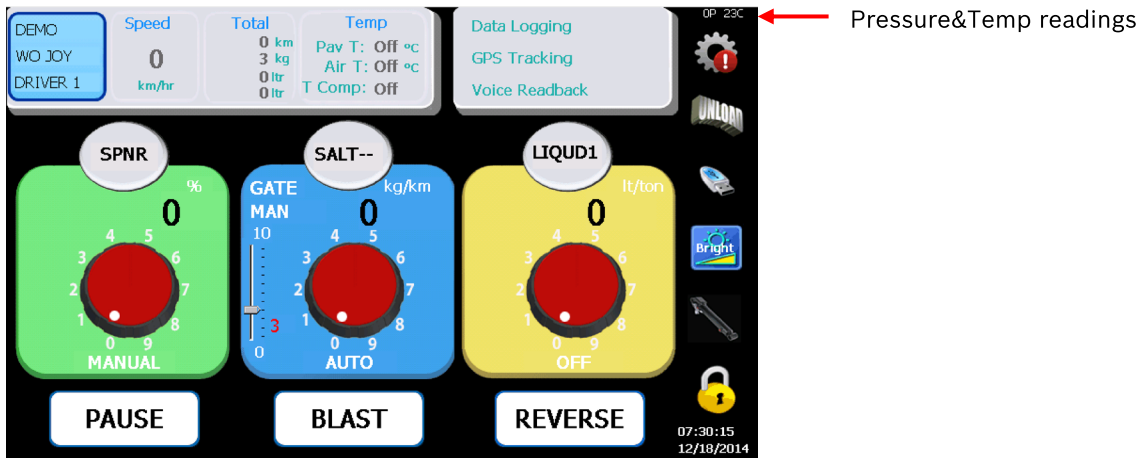 DEMO
WO JOY
DRIVER 1
Speed
0
km/hr
Total
0 km
3 kg
0 ltr
0 ltr
Temp
Pav T: Off ºC
Air T: Off ºC
T Comp: Off
Data Logging
GPS Tracking
Voice Readback
0P 23C
Pressure&Temp readings
UNLOAD
Bright
SPNR
%
0
0 1 2 3 4 5 6 7 8 9
MANUAL
SALT--
GATE
MAN
kg/km
0
10
3
0
0 1 2 3 4 5 6 7 8 9
AUTO
LIQUD1
lt/ton
0
0 1 2 3 4 5 6 7 8 9
OFF
PAUSE
BLAST
REVERSE
07:30:15
12/18/2014